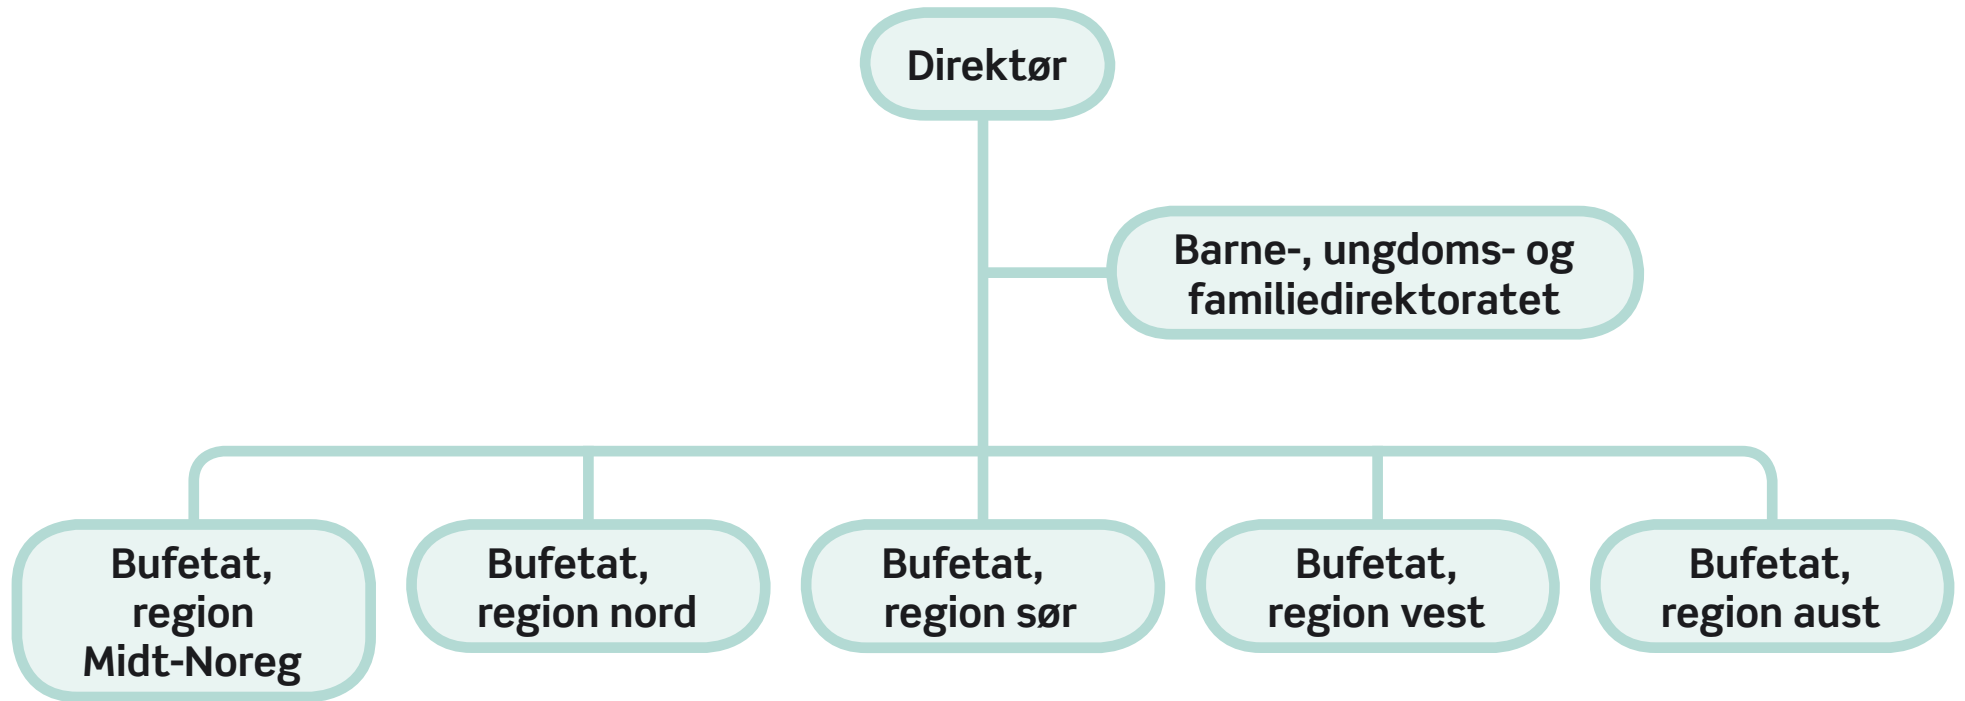 Direktør
Barne-, ungdoms- og
familiedirektoratet
Bufetat,
region
Midt-Noreg
Bufetat,
region nord
Bufetat,
region sør
Bufetat,
region vest
Bufetat,
region aust